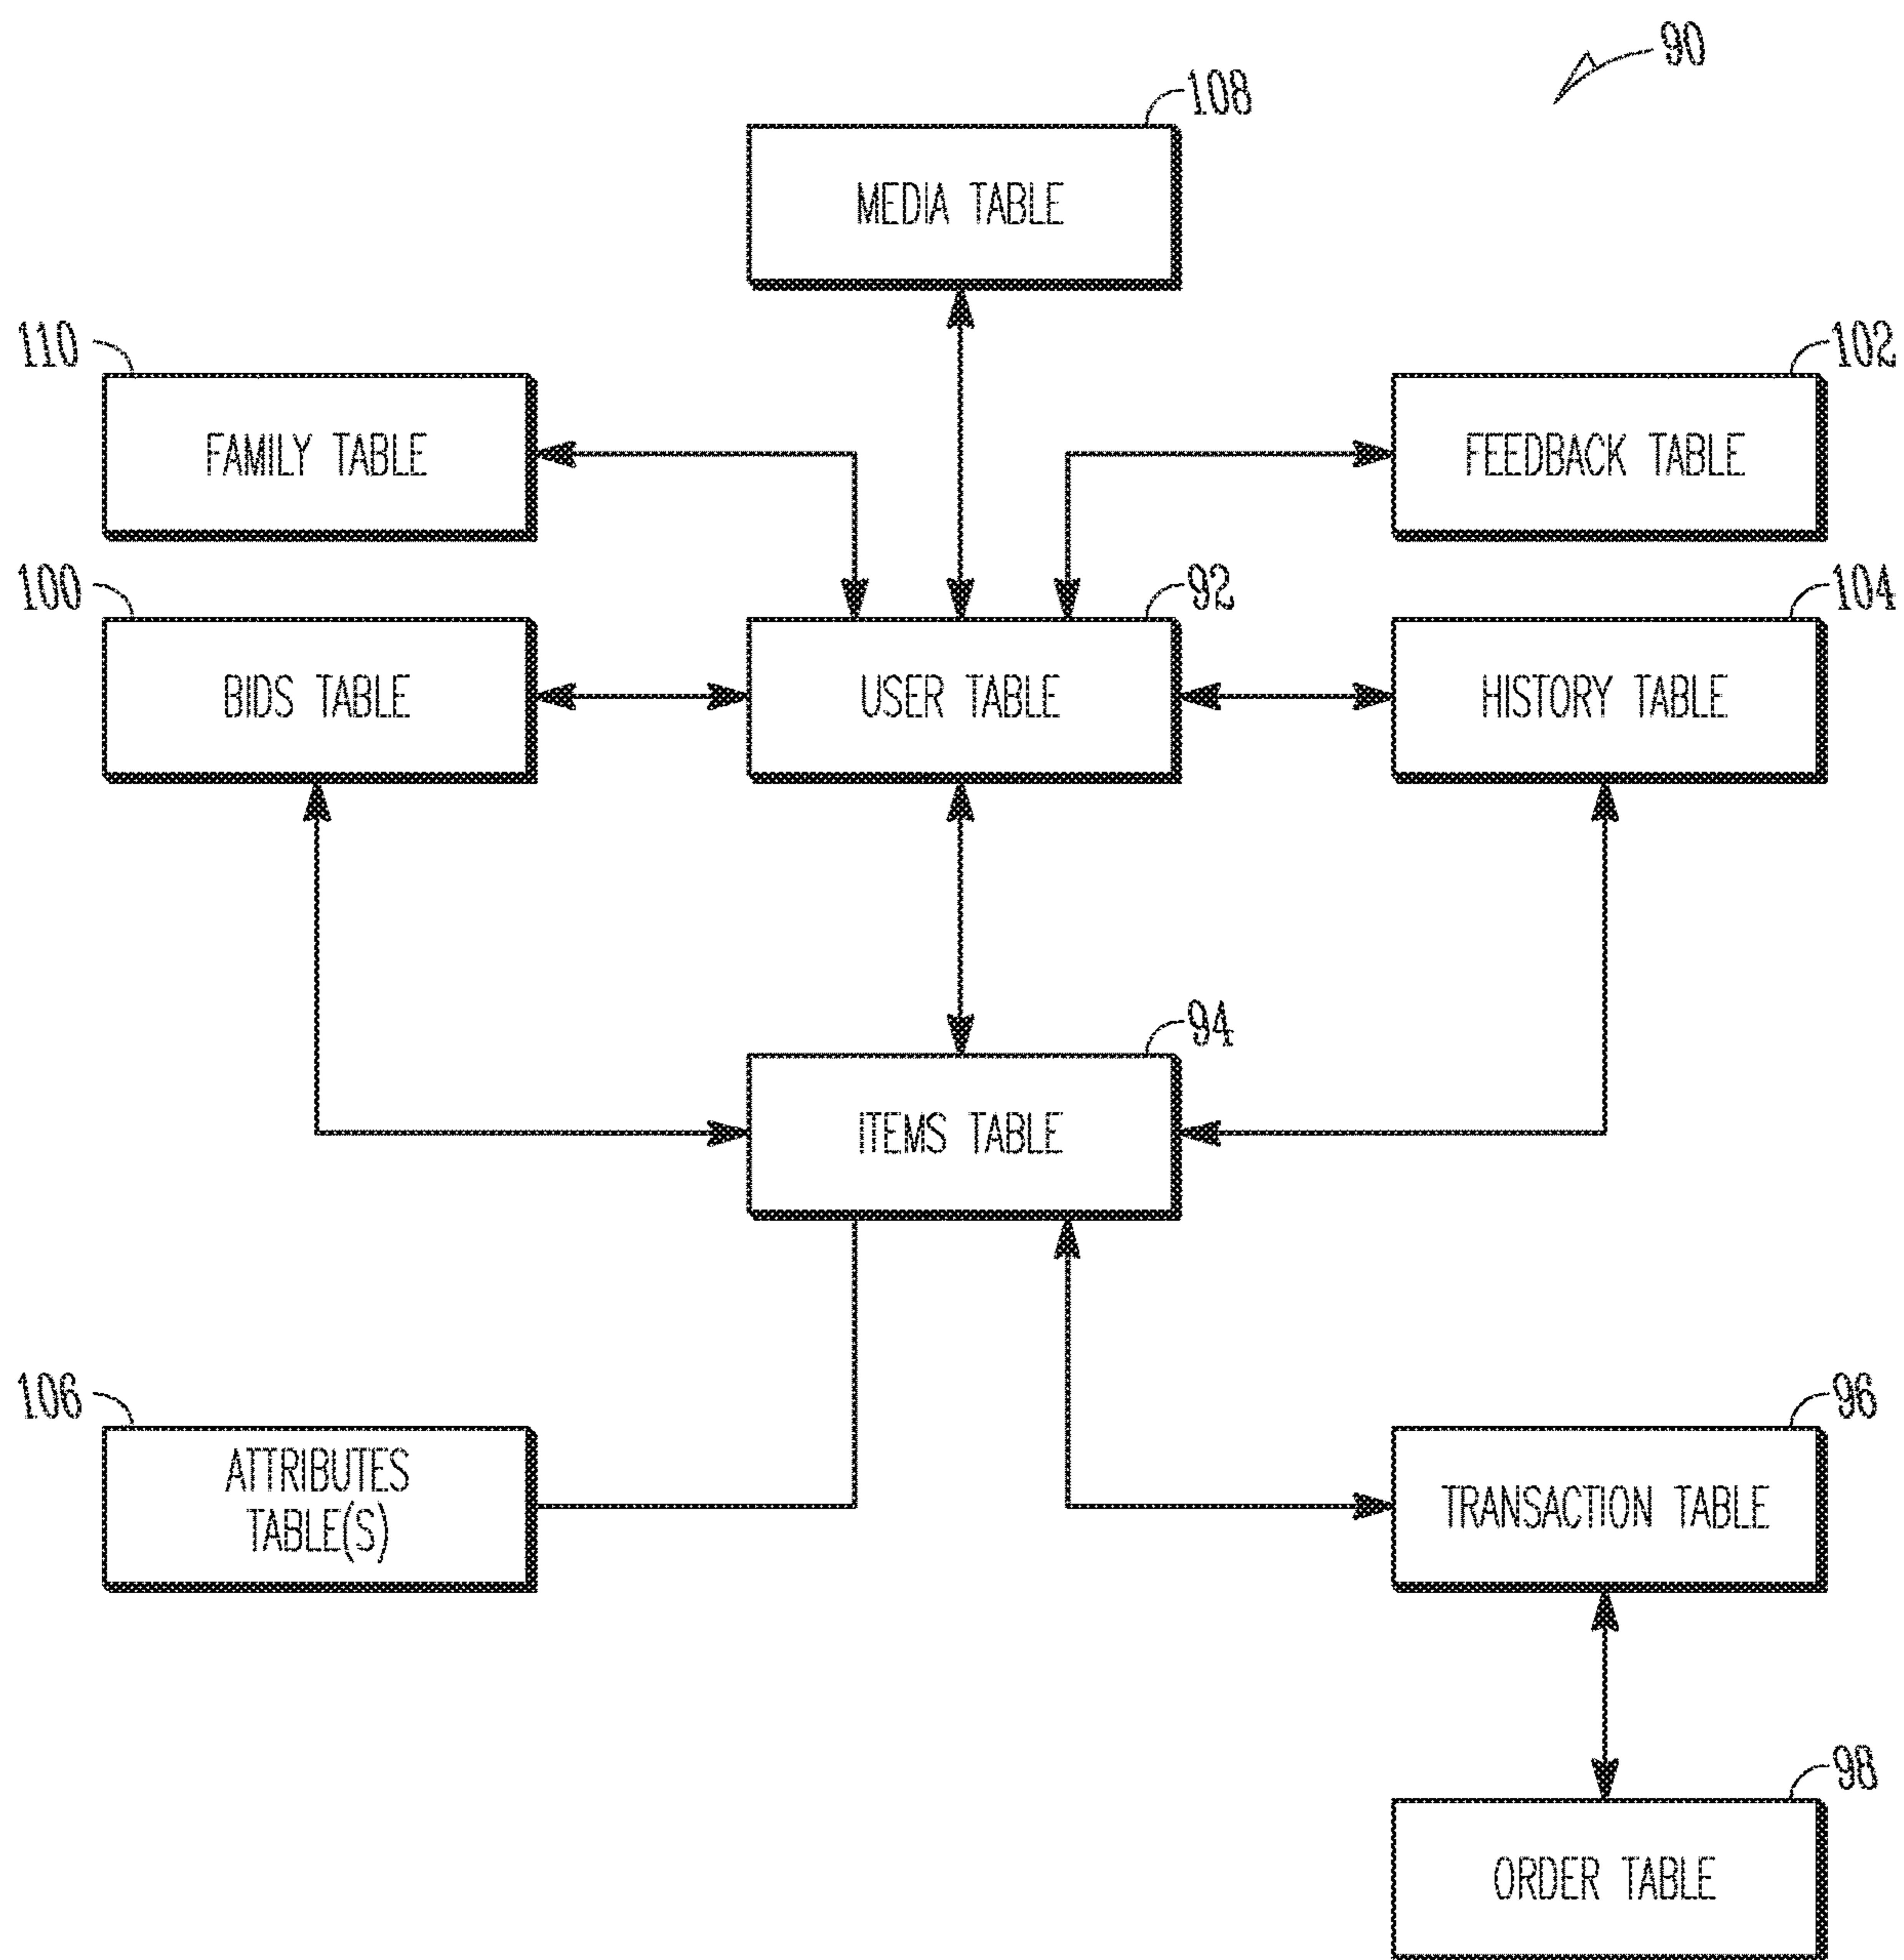 90
108
MEDIA TABLE
110
102
FAMILY TABLE
FEEDBACK TABLE
100
92
104
BIDS TABLE
USER TABLE
HISTORY TABLE
94
ITEMS TABLE
106
96
ATTRIBUTES
TABLE(S)
TRANSACTION TABLE
98
ORDER TABLE